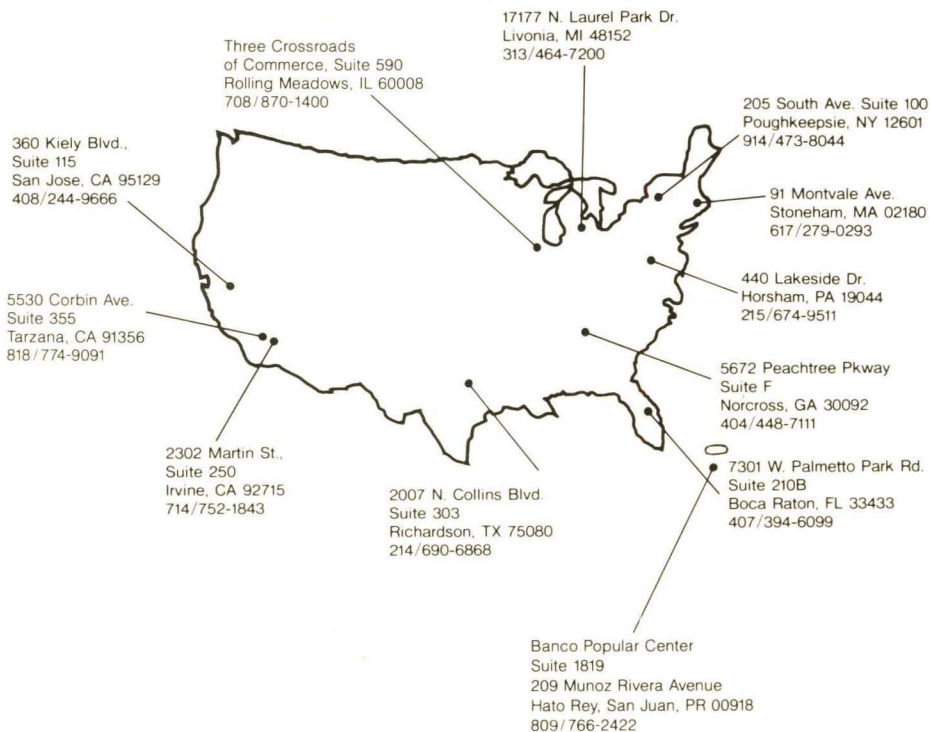 17177 N. Laurel Park Dr.
Livonia, MI 48152
313/464-7200
Three Crossroads
of Commerce, Suite 590
Rolling Meadows, IL 60008
708/870-1400
205 South Ave. Suite 100
Poughkeepsie, NY 12601
914/473-8044
360 Kiely Blvd.,
Suite 115
San Jose, CA 95129
408/244-9666
91 Montvale Ave.
Stoneham, MA 02180
617/279-0293
440 Lakeside Dr.
Horsham, PA 19044
215/674-9511
5530 Corbin Ave.
Suite 355
Tarzana, CA 91356
818/774-9091
5672 Peachtree Pkway
Suite F
Norcross, GA 30092
404/448-7111
2302 Martin St.,
Suite 250
Irvine, CA 92715
714/752-1843
2007 N. Collins Blvd.
Suite 303
Richardson, TX 75080
214/690-6868
7301 W. Palmetto Park Rd.
Suite 210B
Boca Raton, FL 33433
407/394-6099
Banco Popular Center
Suite 1819
209 Munoz Rivera Avenue
Hato Rey, San Juan, PR 00918
809/766-2422